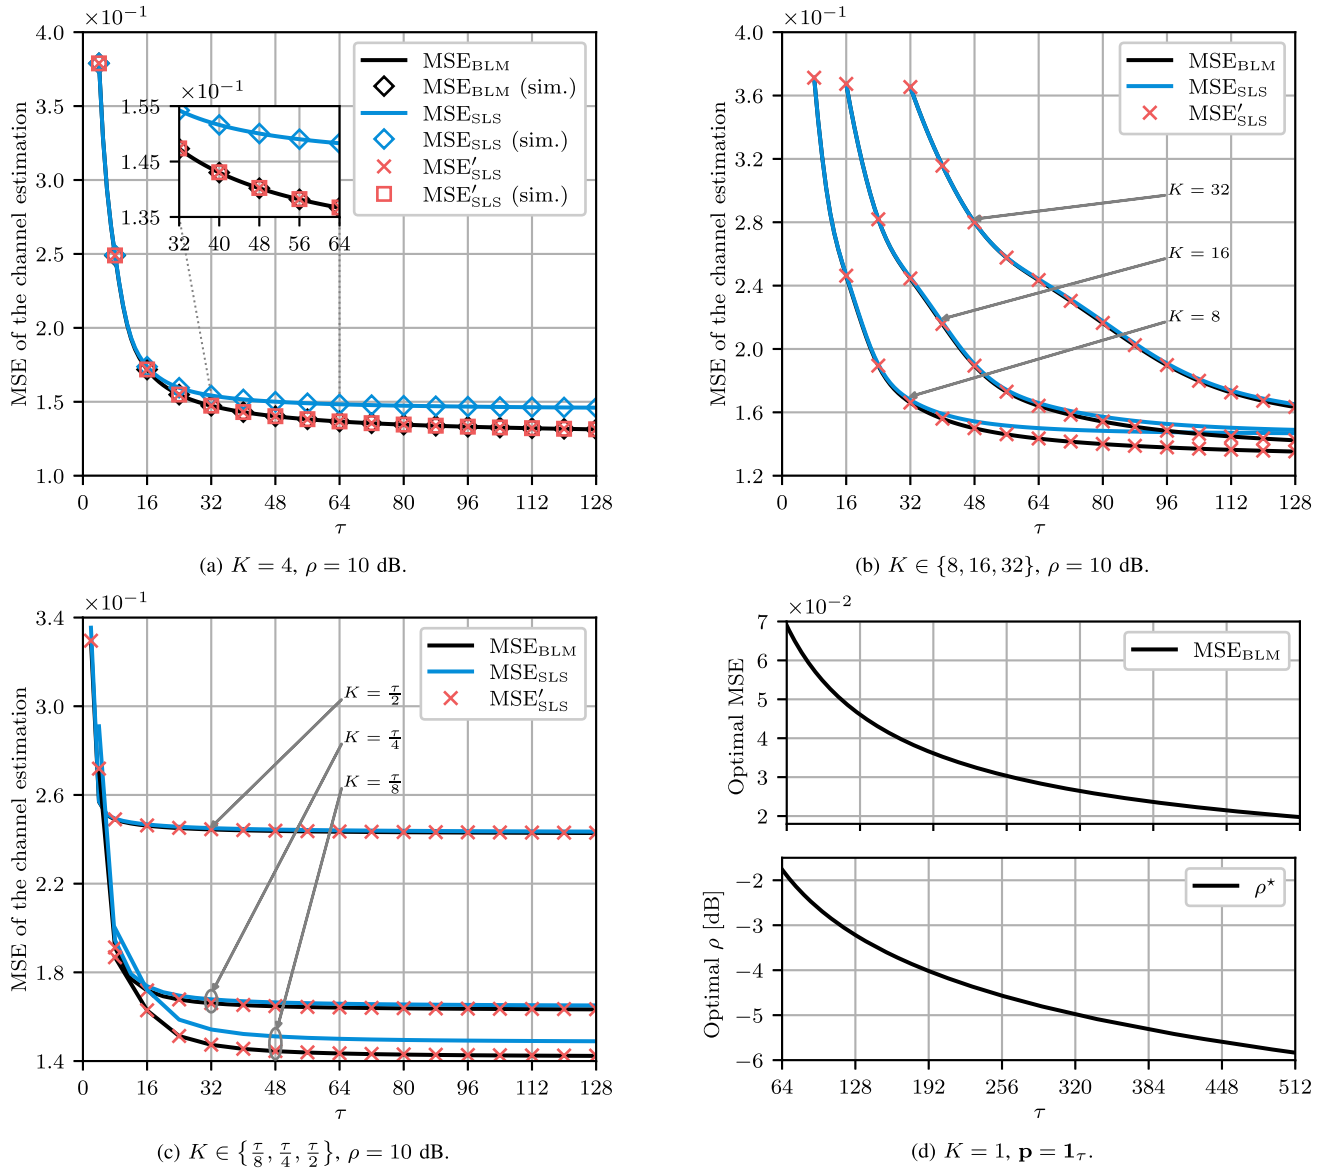 ×10⁻¹
4.0
3.5
3.0
2.5
2.0
1.5
1.0
MSE of the channel estimation
0 16 32 48 64 80 96 112 128
τ
MSE_BLM
MSE_BLM (sim.)
MSE_SLS
MSE_SLS (sim.)
MSE′_SLS
MSE′_SLS (sim.)
×10⁻¹
1.55
1.45
1.35
32 40 48 56 64
(a) K = 4, ρ = 10 dB.
×10⁻¹
4.0
3.6
3.2
2.8
2.4
2.0
1.6
1.2
MSE of the channel estimation
0 16 32 48 64 80 96 112 128
τ
MSE_BLM
MSE_SLS
MSE′_SLS
K = 32
K = 16
K = 8
(b) K ∈ {8, 16, 32}, ρ = 10 dB.
×10⁻¹
3.4
3.0
2.6
2.2
1.8
1.4
MSE of the channel estimation
0 16 32 48 64 80 96 112 128
τ
MSE_BLM
MSE_SLS
MSE′_SLS
K = τ/2
K = τ/4
K = τ/8
(c) K ∈ {τ/8, τ/4, τ/2}, ρ = 10 dB.
×10⁻²
7
6
5
4
3
2
Optimal MSE
MSE_BLM
−2
−3
−4
−5
−6
Optimal ρ [dB]
ρ⋆
64 128 192 256 320 384 448 512
τ
(d) K = 1, p = 1_τ.